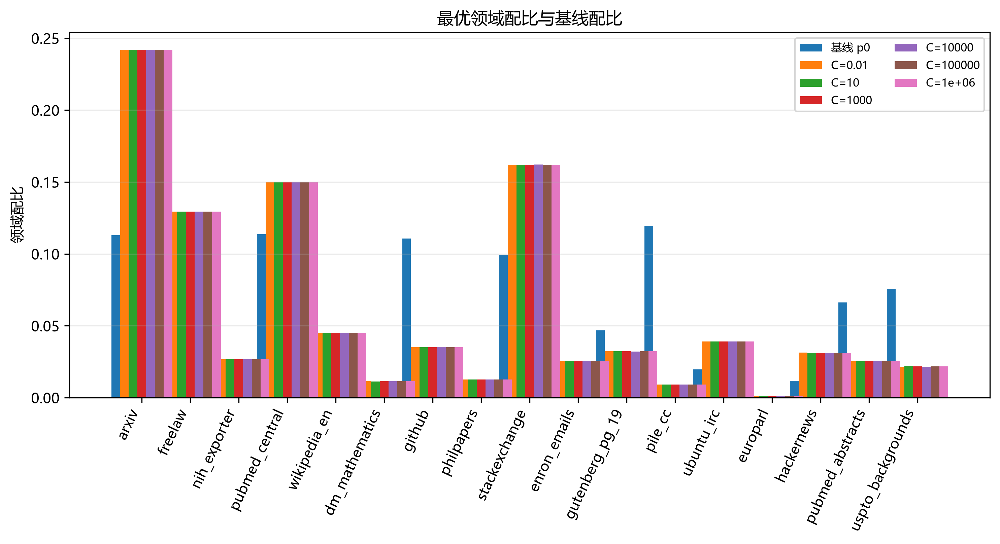 最优领域配比与基线配比
领域配比
0.25
0.20
0.15
0.10
0.05
0.00
基线 p0
C=0.01
C=10
C=1000
C=10000
C=100000
C=1e+06
arxiv
freelaw
nih_exporter
pubmed_central
wikipedia_en
dm_mathematics
github
philpapers
stackexchange
enron_emails
gutenberg_pg_19
pile_cc
ubuntu_irc
europarl
hackernews
pubmed_abstracts
uspto_backgrounds